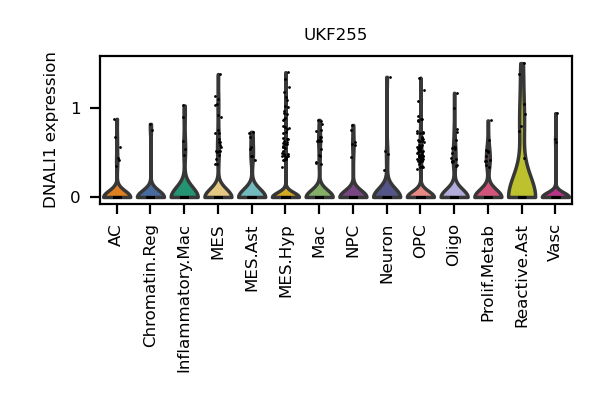 UKF255
DNALI1 expression
1
0
AC
Chromatin.Reg
Inflammatory.Mac
MES
MES.Ast
MES.Hyp
Mac
NPC
Neuron
OPC
Oligo
Prolif.Metab
Reactive.Ast
Vasc